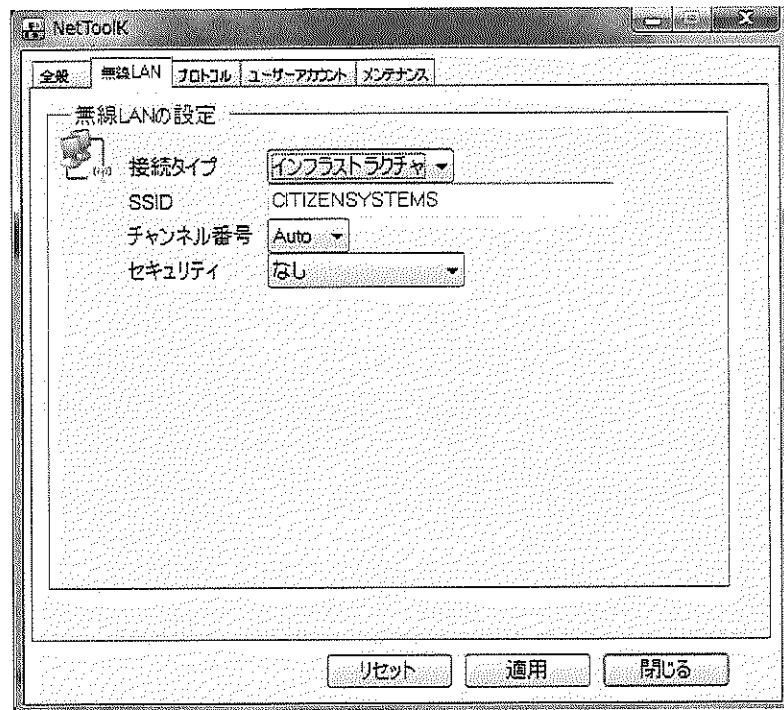 NetToolK
全般 無線LAN プロトコル ユーザーアカウント メンテナンス
無線LANの設定
接続タイプ インフラストラクチャ
SSID CITIZENSYSTEMS
チャンネル番号 Auto
セキュリティ なし
リセット 適用 閉じる